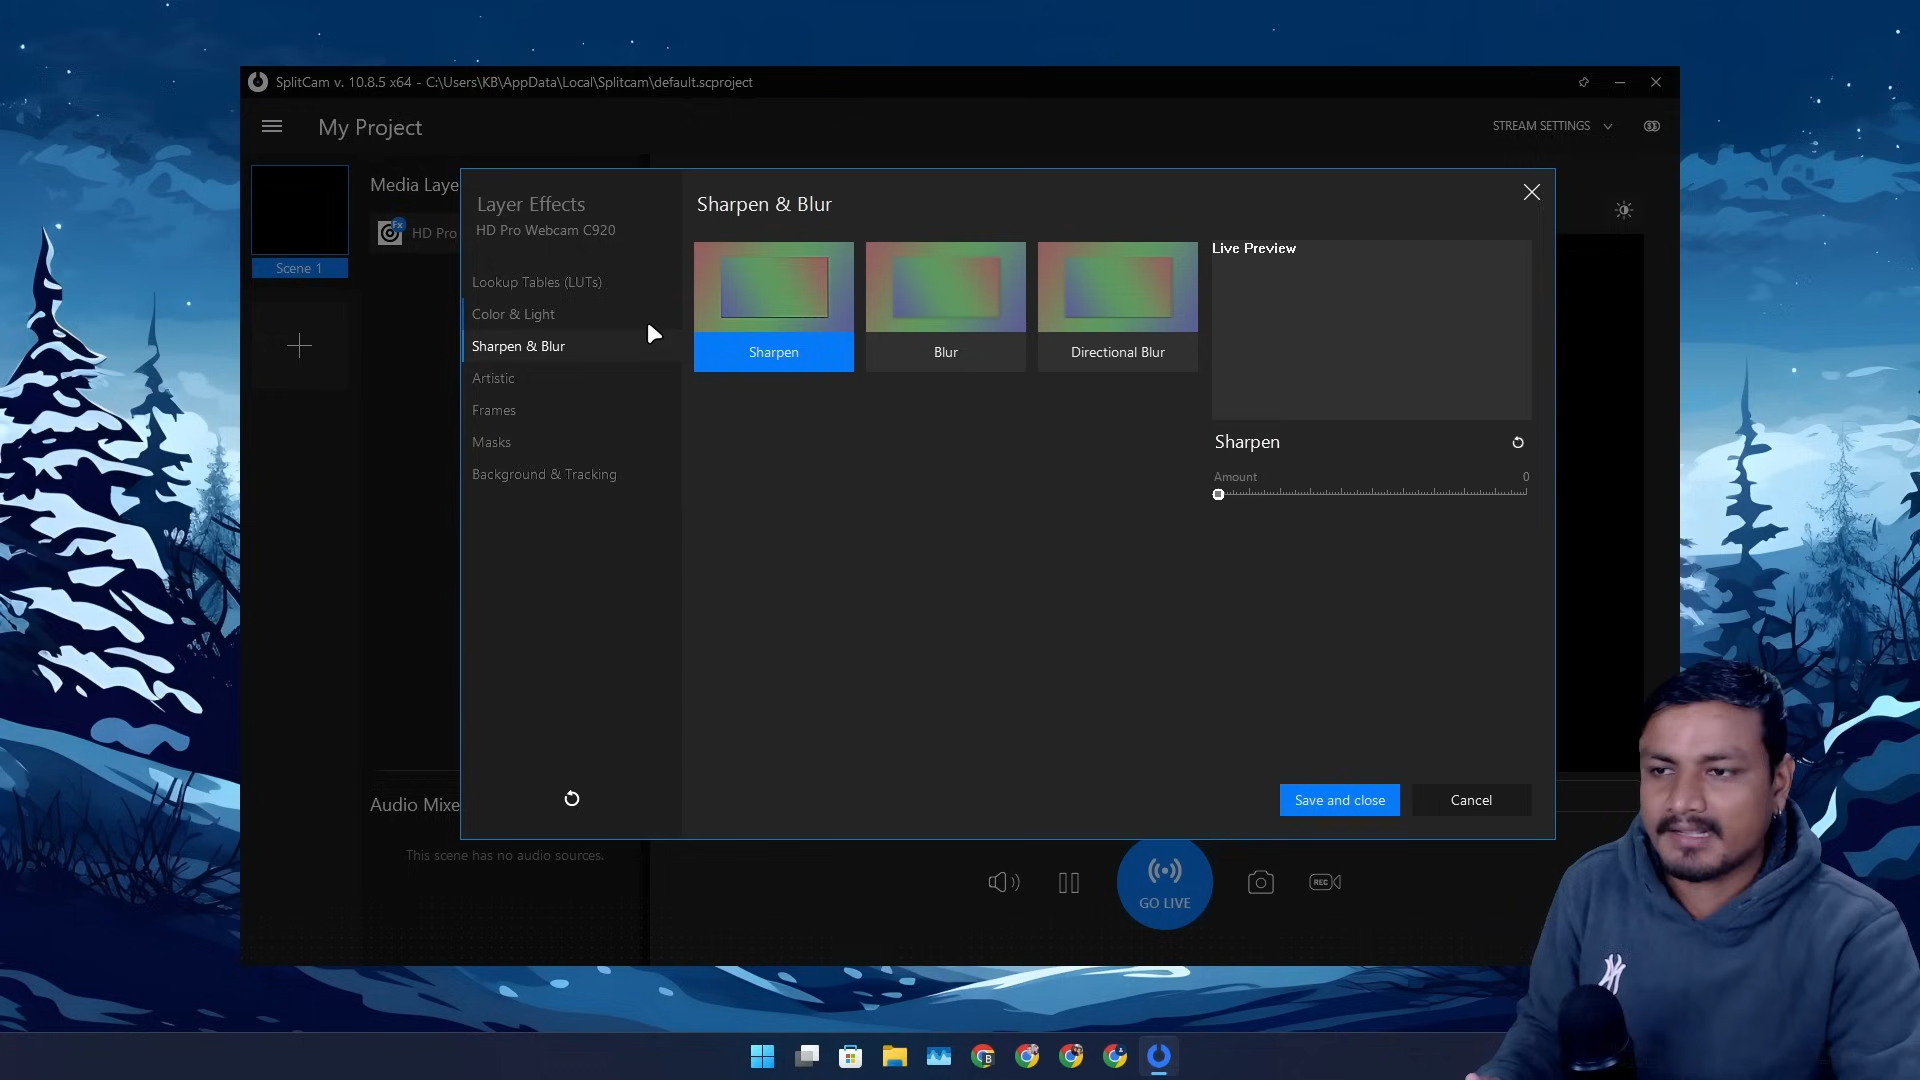 SplitCam v. 10.8.5 x64 - C:\Users\KB\AppData\Local\Splitcam\default.scproject
My Project
STREAM SETTINGS
Scene 1
Media Laye
Fx
HD Pro
Layer Effects
HD Pro Webcam C920
Lookup Tables (LUTs)
Color & Light
Sharpen & Blur
Artistic
Frames
Masks
Background & Tracking
Sharpen & Blur
Sharpen
Blur
Directional Blur
Live Preview
Sharpen
Amount
0
Save and close
Cancel
Audio Mixe
This scene has no audio sources.
GO LIVE
REC
B